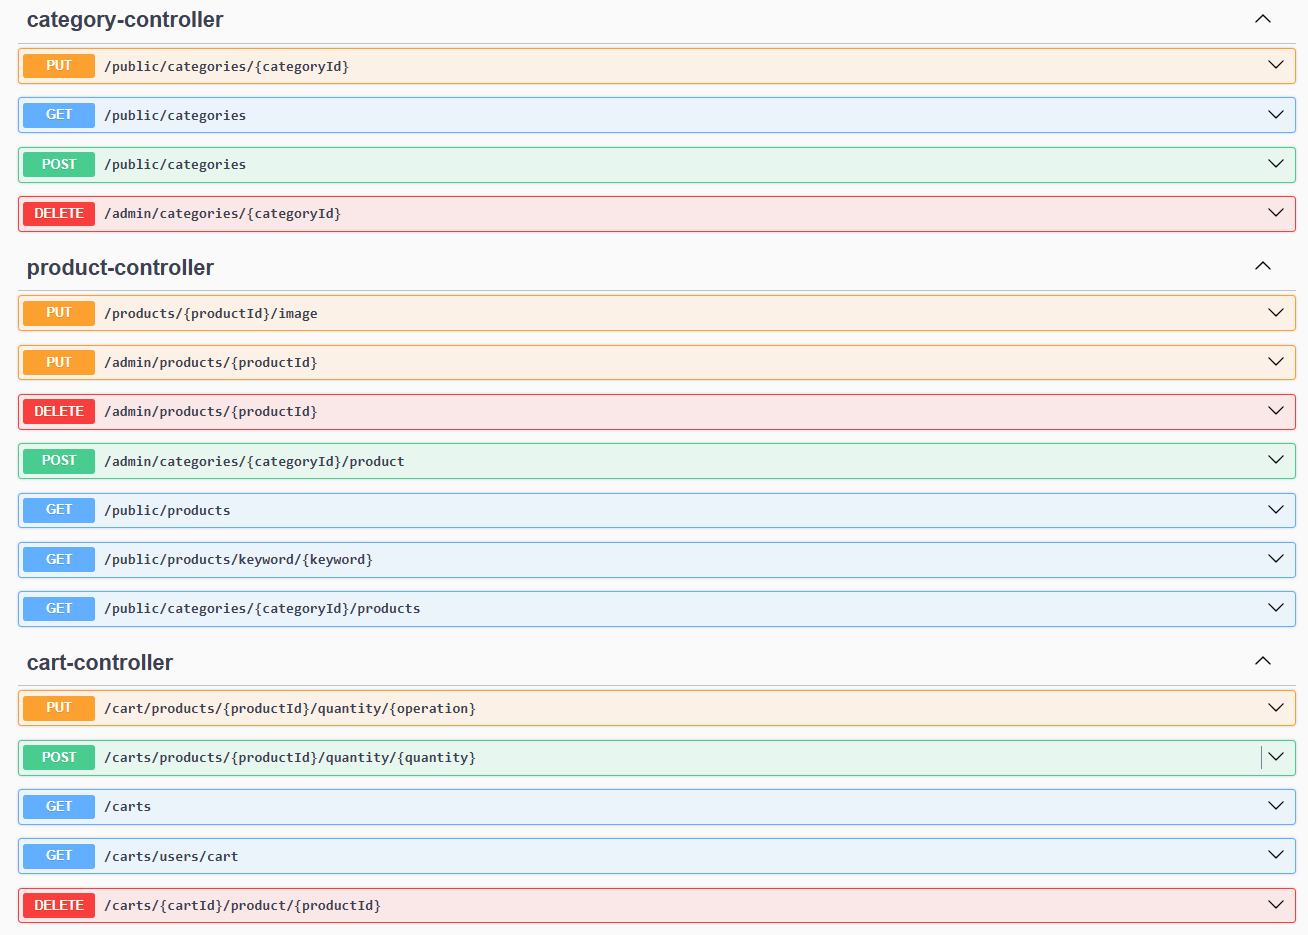 category-controller
PUT /public/categories/{categoryId}
GET /public/categories
POST /public/categories
DELETE /admin/categories/{categoryId}
product-controller
PUT /products/{productId}/image
PUT /admin/products/{productId}
DELETE /admin/products/{productId}
POST /admin/categories/{categoryId}/product
GET /public/products
GET /public/products/keyword/{keyword}
GET /public/categories/{categoryId}/products
cart-controller
PUT /cart/products/{productId}/quantity/{operation}
POST /carts/products/{productId}/quantity/{quantity}
GET /carts
GET /carts/users/cart
DELETE /carts/{cartId}/product/{productId}